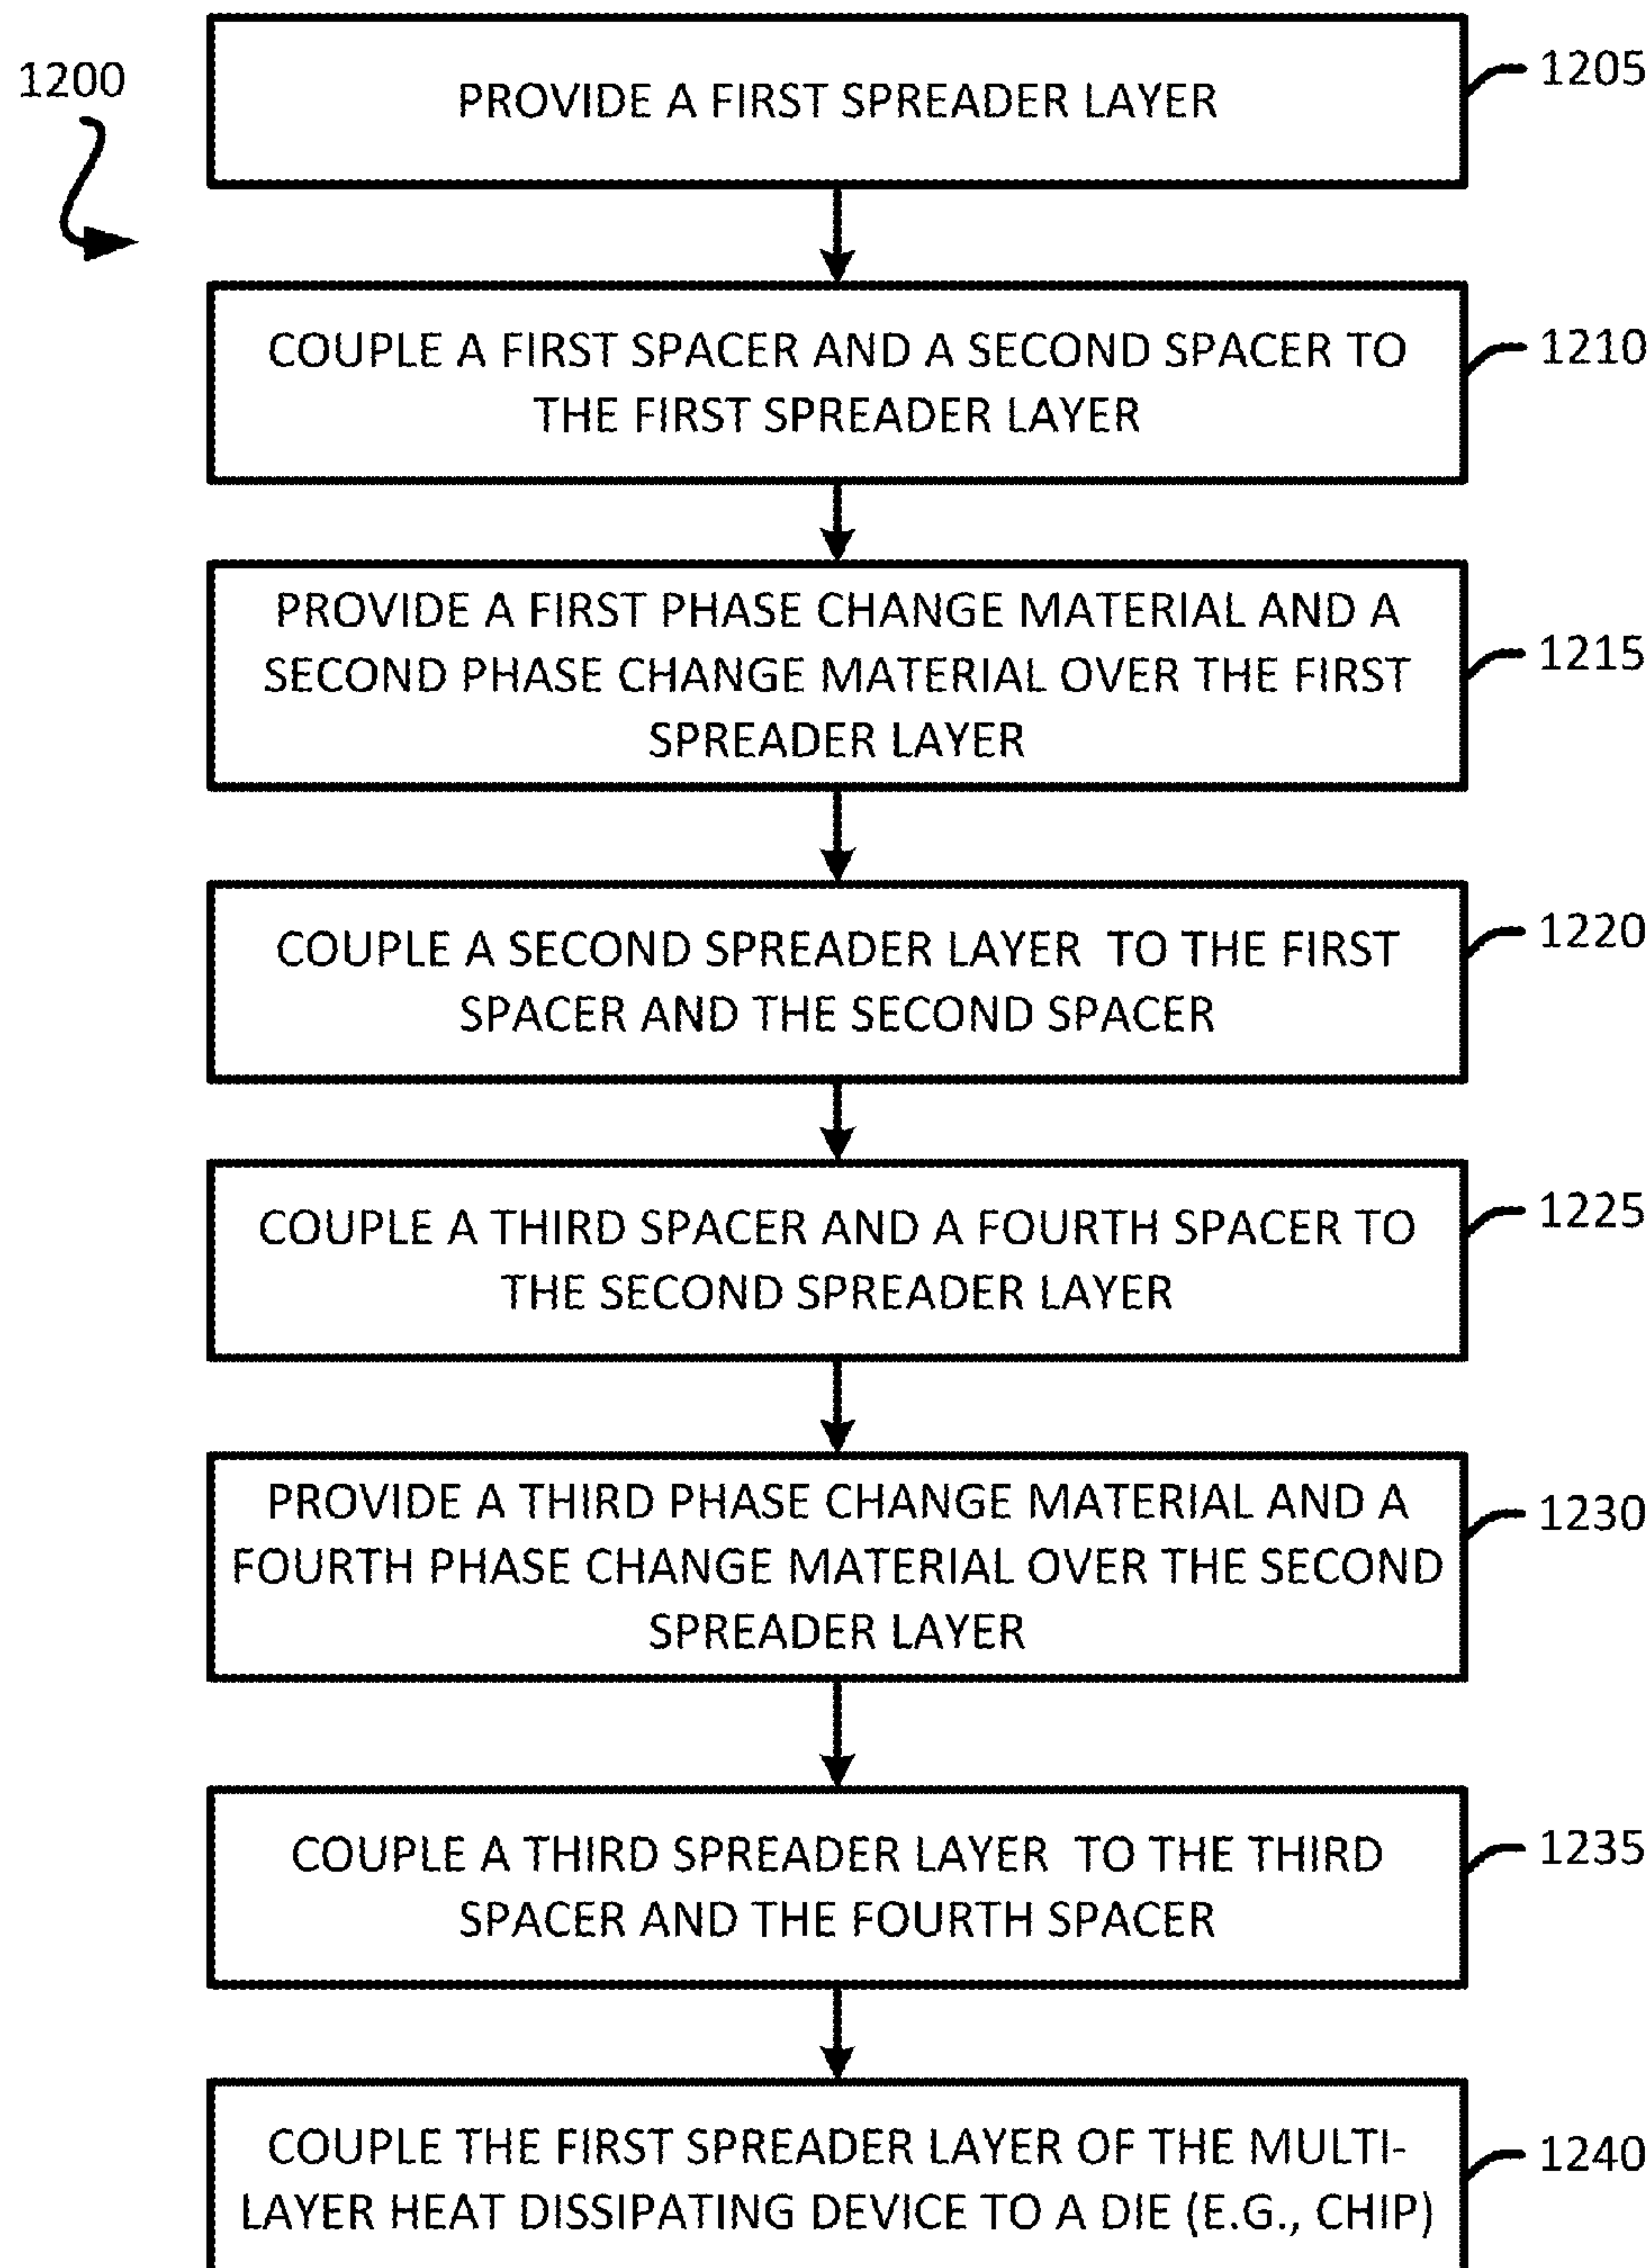 1200
PROVIDE A FIRST SPREADER LAYER
1205
COUPLE A FIRST SPACER AND A SECOND SPACER TO
THE FIRST SPREADER LAYER
1210
PROVIDE A FIRST PHASE CHANGE MATERIAL AND A
SECOND PHASE CHANGE MATERIAL OVER THE FIRST
SPREADER LAYER
1215
COUPLE A SECOND SPREADER LAYER TO THE FIRST
SPACER AND THE SECOND SPACER
1220
COUPLE A THIRD SPACER AND A FOURTH SPACER TO
THE SECOND SPREADER LAYER
1225
PROVIDE A THIRD PHASE CHANGE MATERIAL AND A
FOURTH PHASE CHANGE MATERIAL OVER THE SECOND
SPREADER LAYER
1230
COUPLE A THIRD SPREADER LAYER TO THE THIRD
SPACER AND THE FOURTH SPACER
1235
COUPLE THE FIRST SPREADER LAYER OF THE MULTI-
LAYER HEAT DISSIPATING DEVICE TO A DIE (E.G., CHIP)
1240